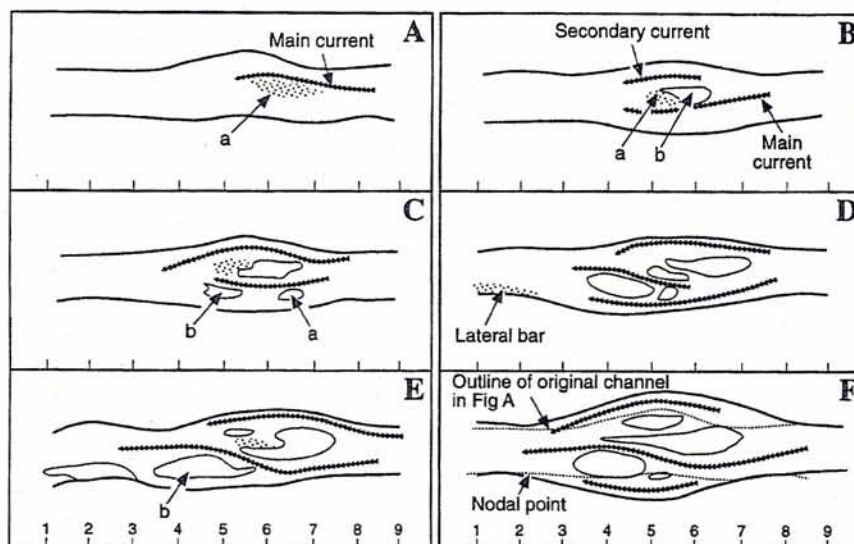 A
Main current
a
B
Secondary current
a
b
Main
current
C
b
a
D
Lateral bar
E
b
1 2 3 4 5 6 7 8 9
F
Outline of original channel
in Fig A
Nodal point
1 2 3 4 5 6 7 8 9